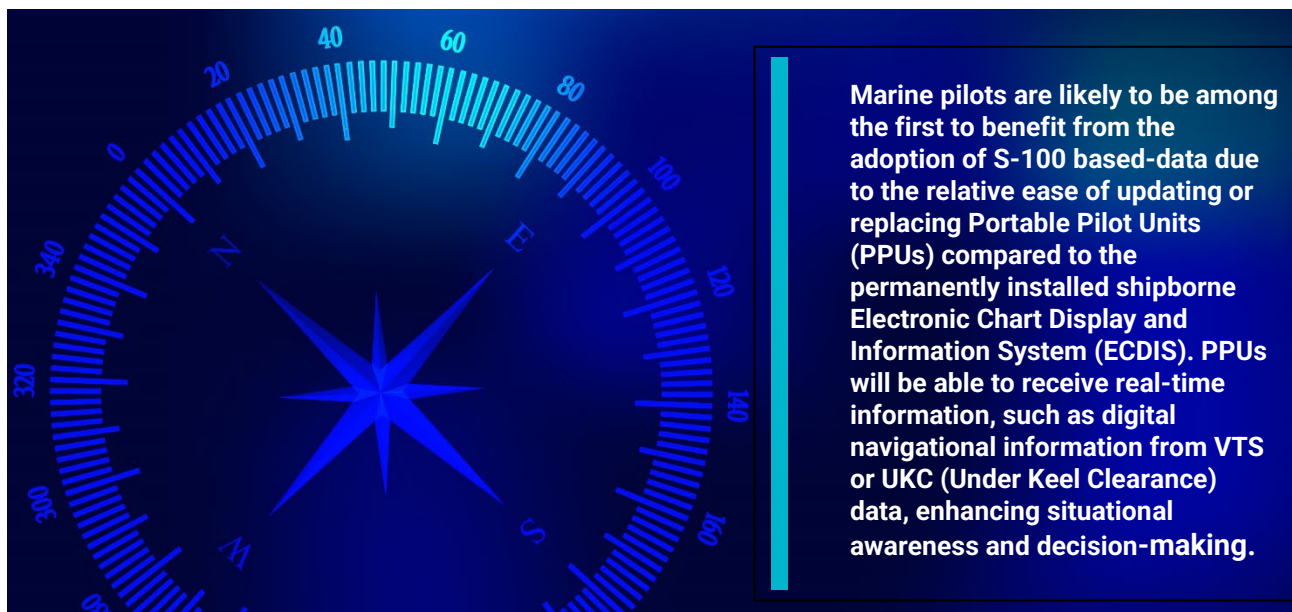 40
60
20
80
0
100
340
120
320
140
300
160
N
E
W
S
Marine pilots are likely to be among
the first to benefit from the
adoption of S-100 based-data due
to the relative ease of updating or
replacing Portable Pilot Units
(PPUs) compared to the
permanently installed shipborne
Electronic Chart Display and
Information System (ECDIS). PPUs
will be able to receive real-time
information, such as digital
navigational information from VTS
or UKC (Under Keel Clearance)
data, enhancing situational
awareness and decision-making.